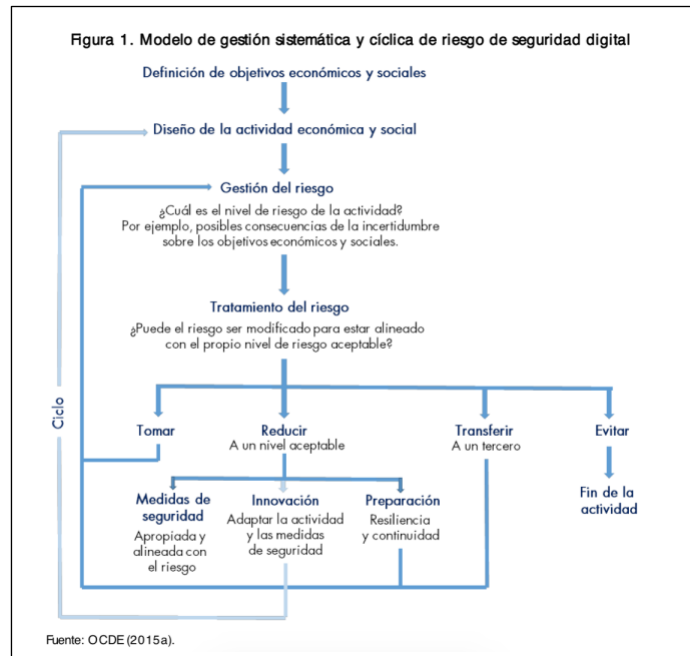 Figura 1. Modelo de gestión sistemática y cíclica de riesgo de seguridad digital
Definición de objetivos económicos y sociales
Diseño de la actividad económica y social
Gestión del riesgo
¿Cuál es el nivel de riesgo de la actividad?
Por ejemplo, posibles consecuencias de la incertidumbre
sobre los objetivos económicos y sociales.
Tratamiento del riesgo
¿Puede el riesgo ser modificado para estar alineado
con el propio nivel de riesgo aceptable?
Ciclo
Tomar
Reducir
A un nivel aceptable
Transferir
A un tercero
Evitar
Medidas de
seguridad
Apropiada y
alineada con
el riesgo
Innovación
Adaptar la actividad
y las medidas
de seguridad
Preparación
Resiliencia
y continuidad
Fin de la
actividad
Fuente: OCDE (2015a).